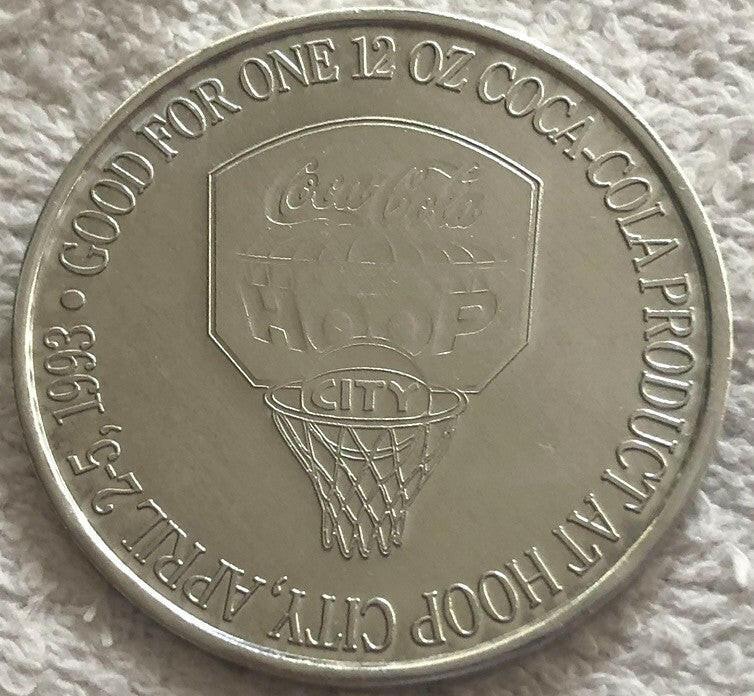 GOOD FOR ONE 12 OZ COCA-COLA PRODUCT AT HOOP CITY, APRIL 2-5, 1993 •
Coca-Cola
HOOP
CITY